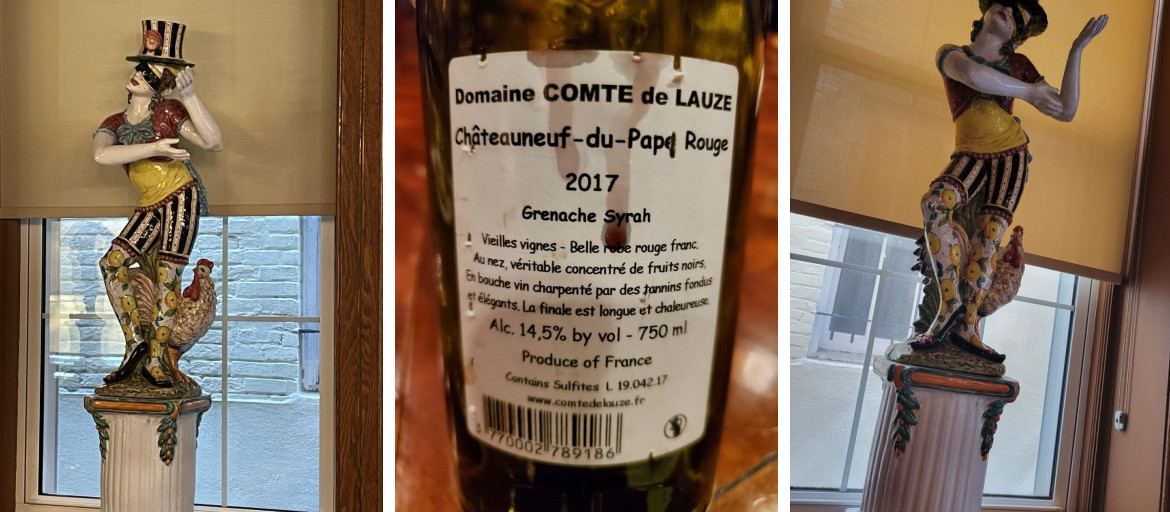 Domaine COMTE de LAUZE
Châteauneuf-du-Pape Rouge
2017
Grenache Syrah
Vieilles vignes - Belle robe rouge franc.
Au nez, véritable concentré de fruits noirs,
En bouche vin charpenté par des tannins fondus
et élégants. La finale est longue et chaleureuse.
Alc. 14,5% by vol - 750 ml
Produce of France
Contains Sulfites L 19.042.17
www.comtedelauze.fr
3 770002 789186